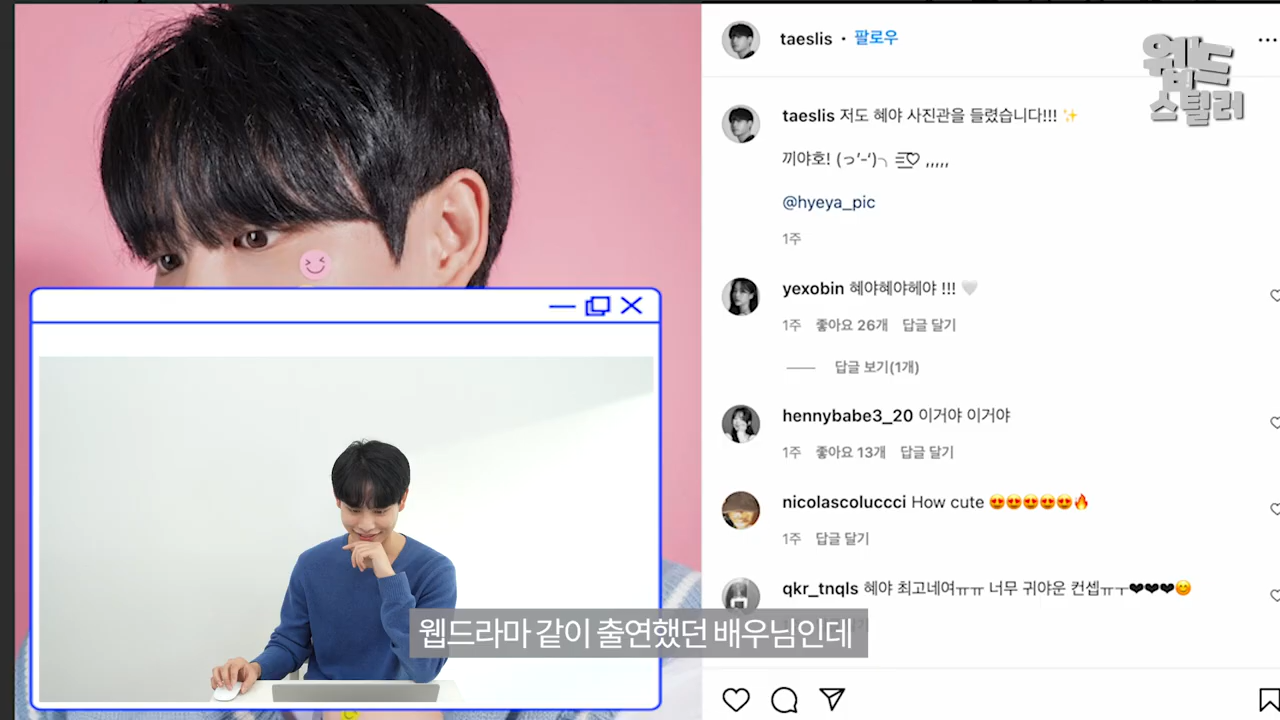 taeslis • 팔로우
웹드
비
스틸러
taeslis 저도 혜야 사진관을 들렸습니다!!! ✨
끼야호! (っ’-‘)╮ =͟͟͞♡ ,,,,,
@hyeya_pic
1주
yexobin 혜야혜야헤야 !!! 🤍
1주 좋아요 26개 답글 달기
답글 보기(1개)
hennybabe3_20 이거야 이거야
1주 좋아요 13개 답글 달기
nicolascoluccci How cute 😍😍😍😍😍🔥
1주 답글 달기
qkr_tnqls 혜야 최고네여ㅠㅠ 너무 귀야운 컨셉ㅠㅜ❤❤❤😊
웹드라마 같이 출연했던 배우님인데